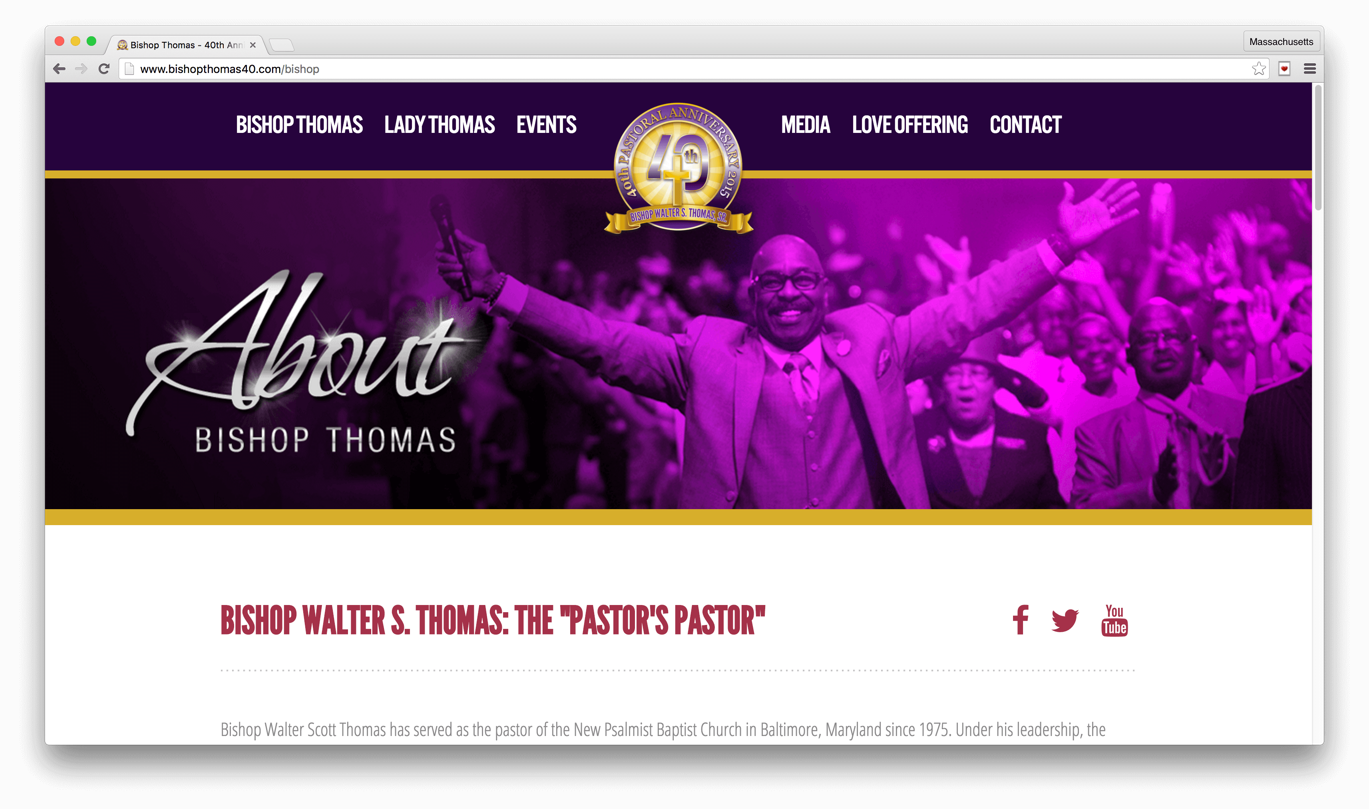 Bishop Thomas - 40th Ann
Massachusetts
www.bishopthomas40.com/bishop
BISHOP THOMAS LADY THOMAS EVENTS MEDIA LOVE OFFERING CONTACT
40th PASTORAL ANNIVERSARY 2015
40th
BISHOP WALTER S. THOMAS, SR.
About
BISHOP THOMAS
BISHOP WALTER S. THOMAS: THE "PASTOR'S PASTOR"
You
Tube
Bishop Walter Scott Thomas has served as the pastor of the New Psalmist Baptist Church in Baltimore, Maryland since 1975. Under his leadership, the